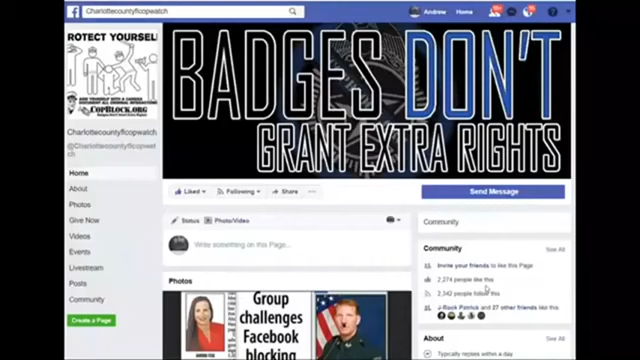 Charlottecountyflcopwatch
Andrew
Home
ROTECT YOURSEL
COPBLOCK.ORG
BADGES DON'T
GRANT EXTRA RIGHTS
Charlottecountyflcopwatch
@Charlottecountyflcopwat
ch
Liked
Following
Share
Send Message
Home
About
Photos
Give Now
Videos
Events
Livestream
Posts
Community
Create a Page
Status
Photo/Video
Write something on this Page...
Photos
Group
challenges
Facebook
blocking
Community
Community
See All
Invite your friends to like this Page
2,274 people like this
2,342 people follow this
J-Rock Patrick and 27 other friends like this
About
See All
Typically replies within a day